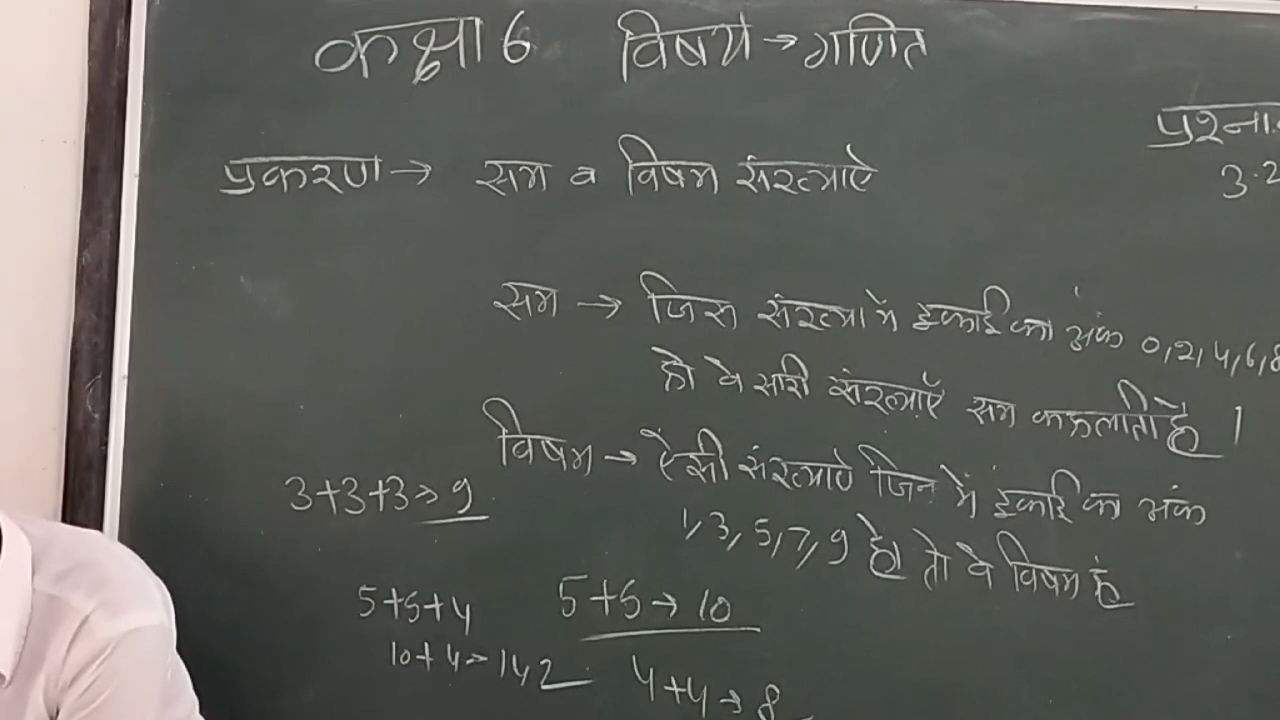 कक्षा 6 विषय → गणित
प्रश्ना
3.2
प्रकरण → सम व विषम संख्याऐ
सम → जिस संख्या में इकाई का अंक 0,2,4,6,8
हो वे सारी संख्याएँ सम कहलाती है।
विषम → ऐसी संख्याऐ जिन में इकाई का अंक
1,3,5,7,9 हो तो वे विषम है
3+3+3→9
5+5+4
5+5→10
10+4→142
4+4→8